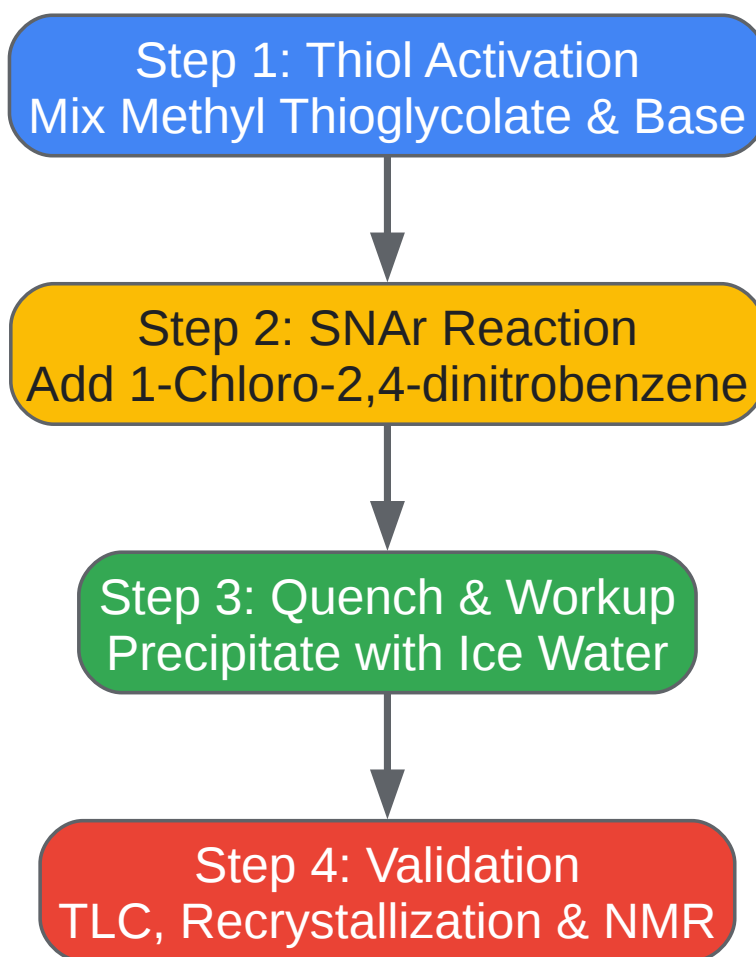 Step 1: Thiol Activation
Mix Methyl Thioglycolate & Base
Step 2: SNAr Reaction
Add 1-Chloro-2,4-dinitrobenzene
Step 3: Quench & Workup
Precipitate with Ice Water
Step 4: Validation
TLC, Recrystallization & NMR